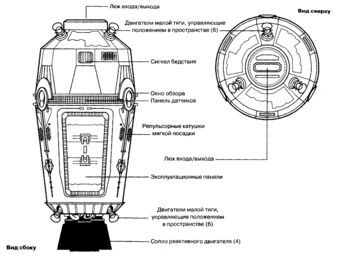 Люк входа/выхода
Вид сверху
Двигатели малой тяги, управляющие
положением в пространстве (6)
Сигнал бедствия
Окно обзора
Панель датчиков
Репульсорные катушки
мягкой посадки
Люк входа/выхода
Эксплуатационные панели
Двигатели малой тяги,
управляющие положением
в пространстве (6)
Вид сбоку
Сопло реактивного двигателя (4)